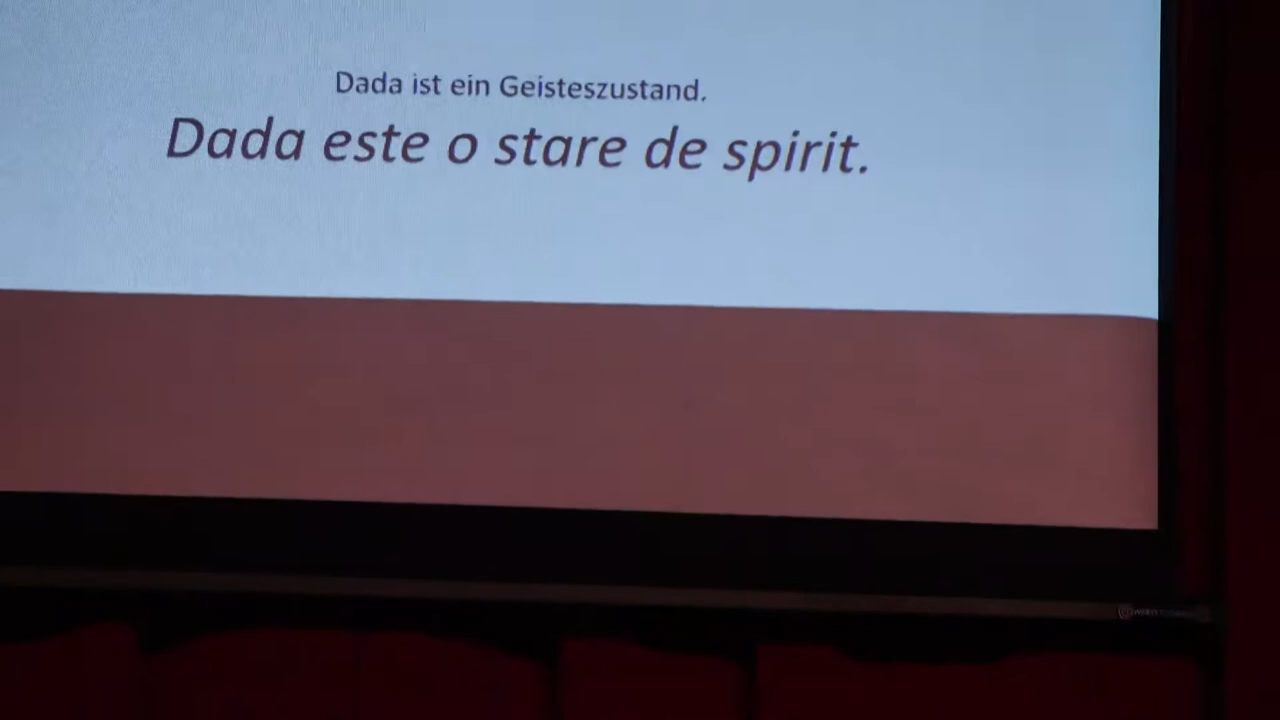 Dada ist ein Geisteszustand.
Dada este o stare de spirit.